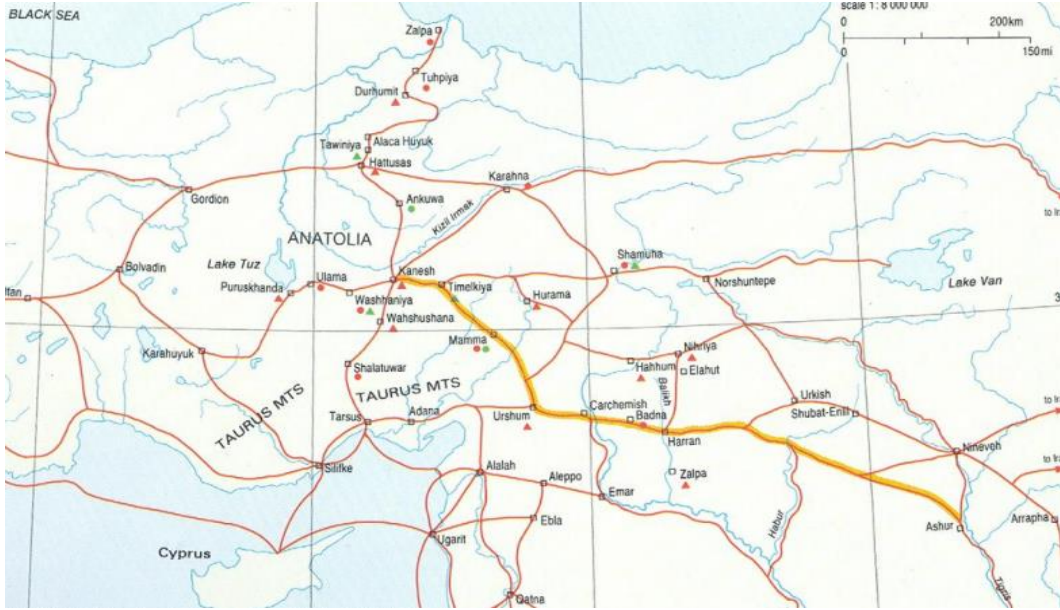 BLACK SEA
scale 1: 8 000 000
0 200km
0 150mi
Zalpa
Tuhpiya
Durhumit
Alaca Hüyuk
Tawiniya
Hattusas
Karahna
Gordion
Ankuwa
Kizil Irmak
ANATOLIA
Shamuha
Bolvadin
Lake Tuz
Ulama
Kanesh
Timelkiya
Norshuntepe
Lake Van
Puruskhanda
Washhaniya
Hurama
Wahshushana
Mamma
Karahuyuk
Nihriya
Hahhum
Elahut
Shalatuwar
TAURUS MTS
TAURUS MTS
Balikh
Urkish
Tarsus
Adana
Urshum
Carchemish
Badna
Shubat-Enlil
Harran
Silifke
Alalah
Aleppo
Zalpa
Nineveh
Emar
Ebla
Habur
Ashur
Arrapha
Cyprus
Ugarit
Qatna
Tigris